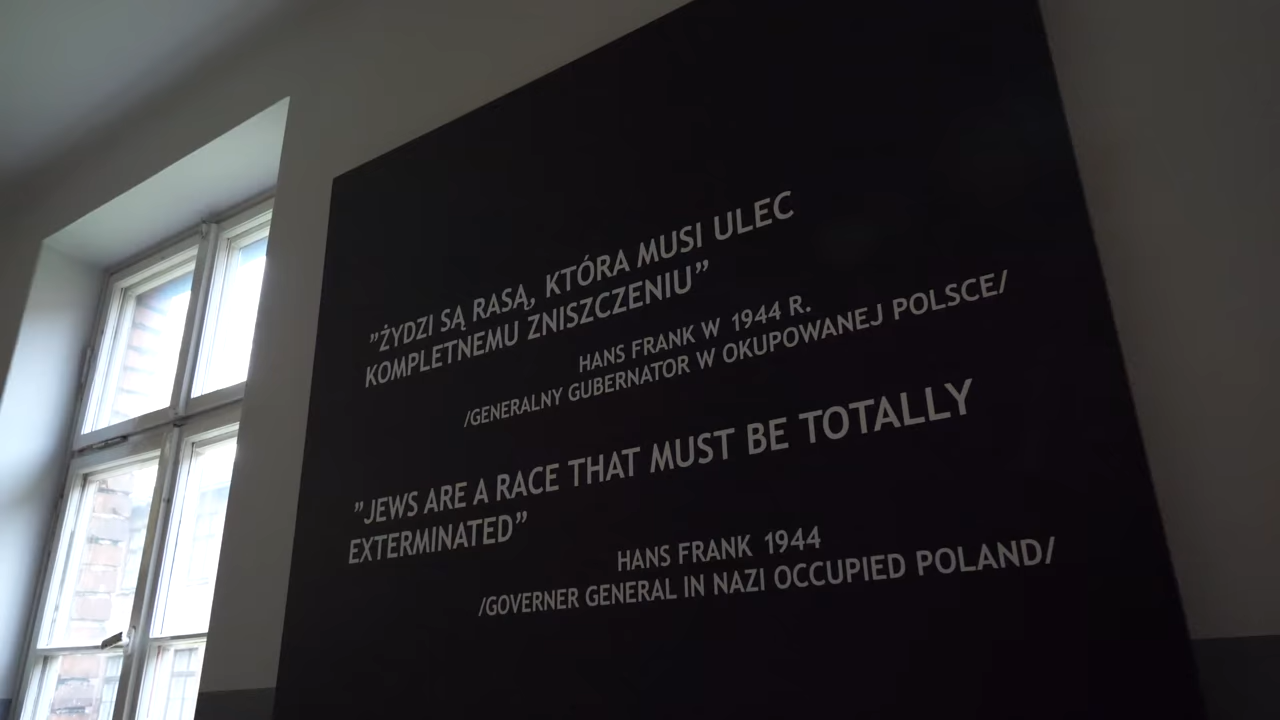 ”ŻYDZI SĄ RASĄ, KTÓRA MUSI ULEC
KOMPLETNEMU ZNISZCZENIU”
HANS FRANK W 1944 R.
/GENERALNY GUBERNATOR W OKUPOWANEJ POLSCE/
”JEWS ARE A RACE THAT MUST BE TOTALLY
EXTERMINATED”
HANS FRANK 1944
/GOVERNER GENERAL IN NAZI OCCUPIED POLAND/